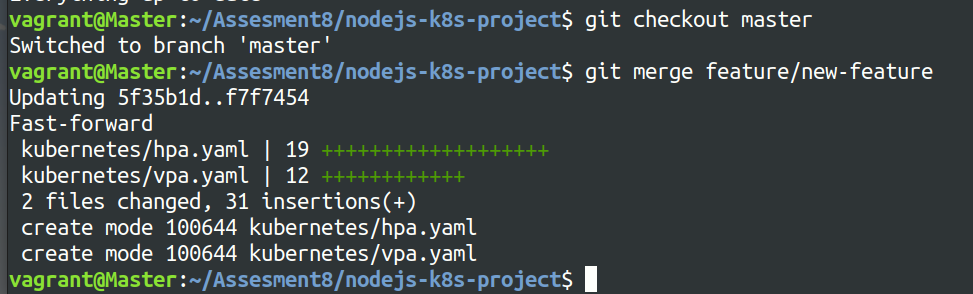 vagrant@Master:~/Assesment8/nodejs-k8s-project$ git checkout master
Switched to branch 'master'
vagrant@Master:~/Assesment8/nodejs-k8s-project$ git merge feature/new-feature
Updating 5f35b1d..f7f7454
Fast-forward
 kubernetes/hpa.yaml | 19 +++++++++++++++++++
 kubernetes/vpa.yaml | 12 ++++++++++++
 2 files changed, 31 insertions(+)
 create mode 100644 kubernetes/hpa.yaml
 create mode 100644 kubernetes/vpa.yaml
vagrant@Master:~/Assesment8/nodejs-k8s-project$